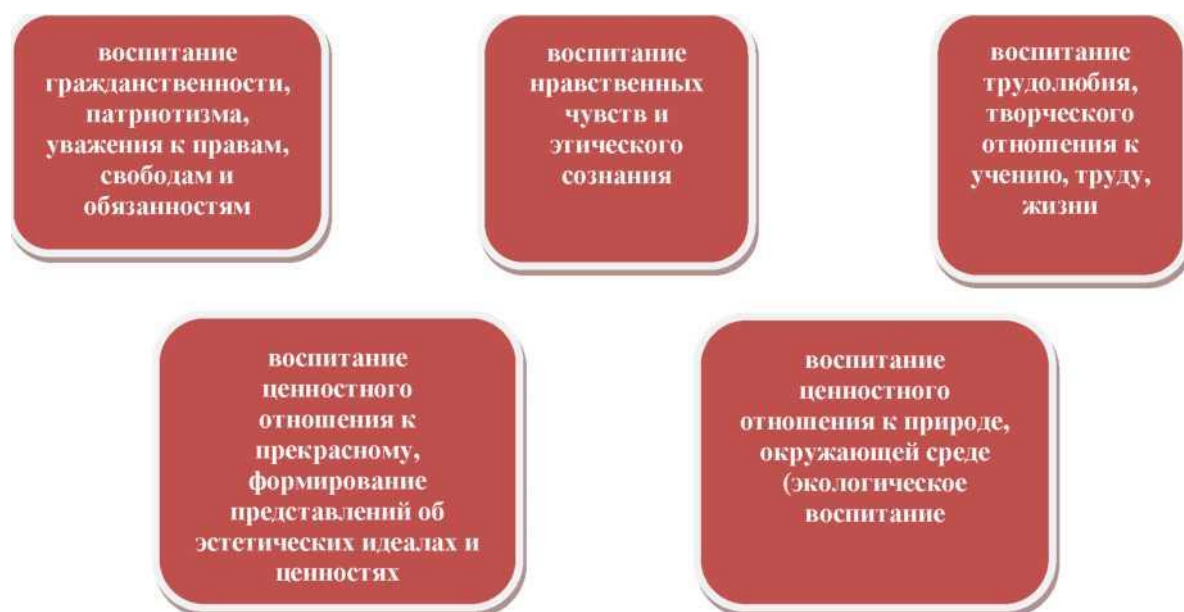 воспитание
гражданственности,
патриотизма,
уважения к правам,
свободам и
обязанностям
воспитание
нравственных
чувств и
этического
сознания
воспитание
трудолюбия,
творческого
отношения к
учению, труду,
жизни
воспитание
ценностного
отношения к
прекрасному,
формирование
представлений об
эстетических идеалах и
ценностях
воспитание
ценностного
отношения к природе,
окружающей среде
(экологическое
воспитание